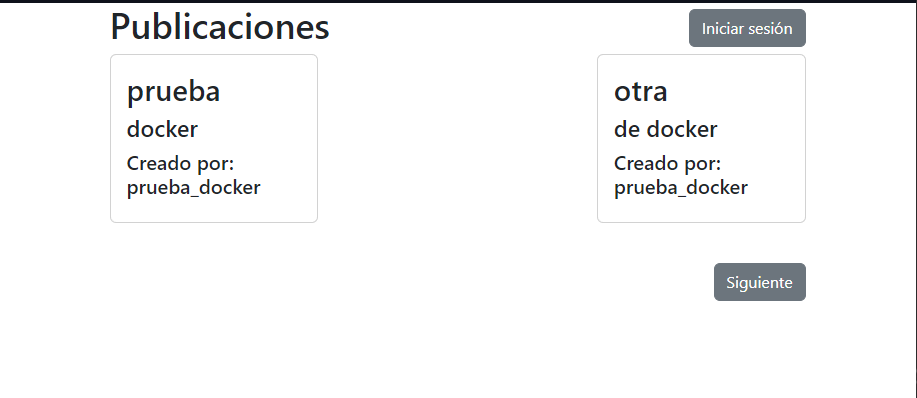 Publicaciones
Iniciar sesión
prueba
docker
Creado por:
prueba_docker
otra
de docker
Creado por:
prueba_docker
Siguiente